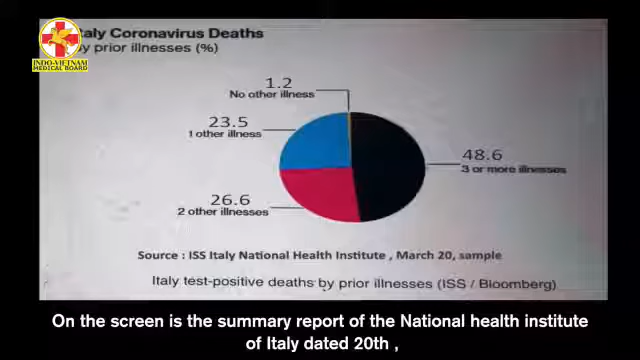 Italy Coronavirus Deaths
by prior illnesses (%)
INDO-VIETNAM
MEDICAL BOARD
1.2
No other illness
23.5
1 other illness
48.6
3 or more illnesses
26.6
2 other illnesses
Source : ISS Italy National Health Institute , March 20, sample
Italy test-positive deaths by prior illnesses (ISS / Bloomberg)
On the screen is the summary report of the National health institute
of Italy dated 20th ,